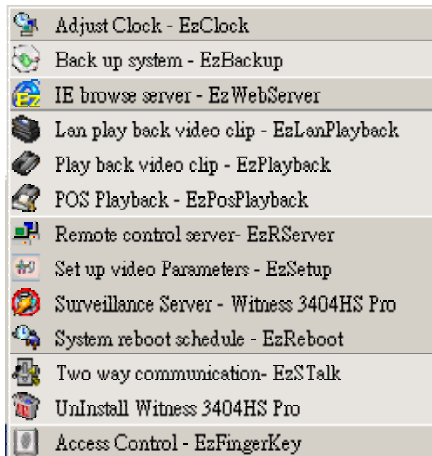 Adjust Clock - EzClock
Back up system - EzBackup
IE browse server - EzWebServer
Lan play back video clip - EzLanPlayback
Play back video clip - EzPlayback
POS Playback - EzPosPlayback
Remote control server- EzRServer
Set up video Parameters - EzSetup
Surveillance Server - Witness 3404HS Pro
System reboot schedule - EzReboot
Two way communication- EzSTalk
UnInstall Witness 3404HS Pro
Access Control - EzFingerKey